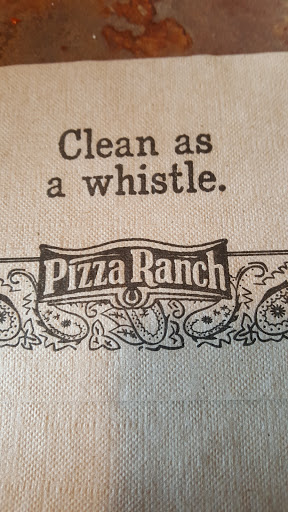 Clean as
a whistle.
Pizza Ranch